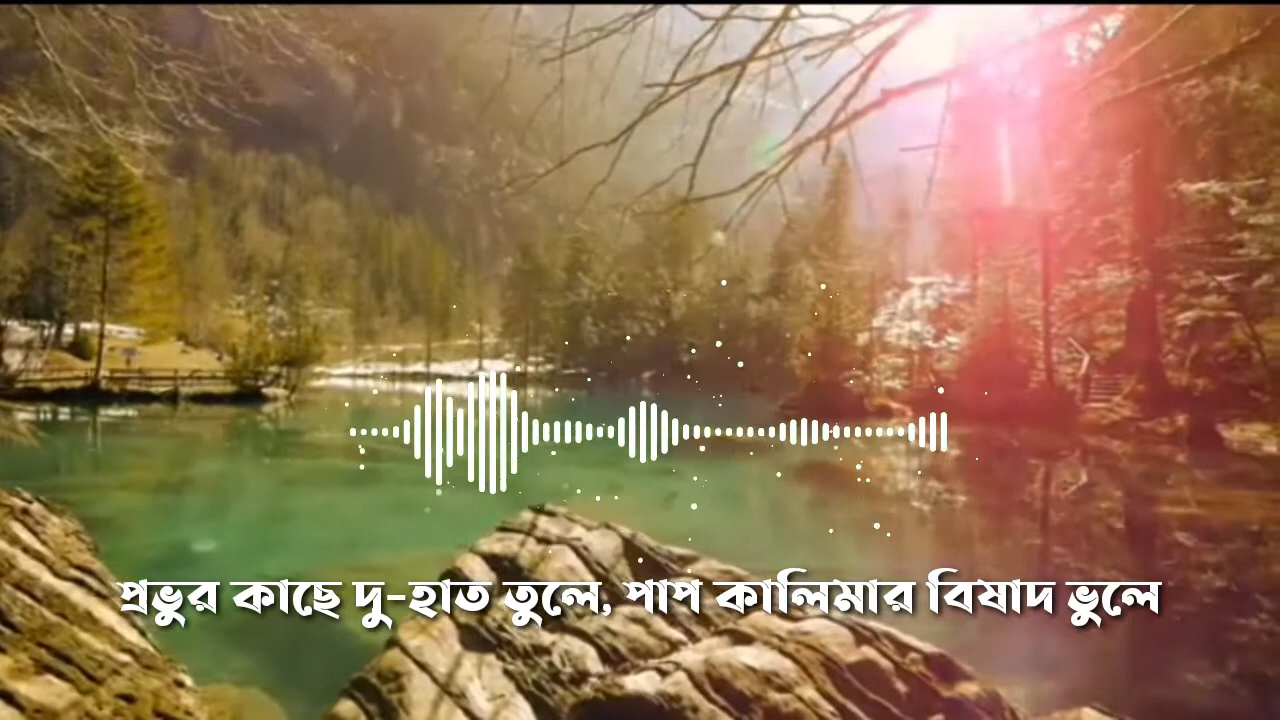 প্রভুর কাছে দু-হাত তুলে, পাপ কালিমার বিষাদ ভুলে